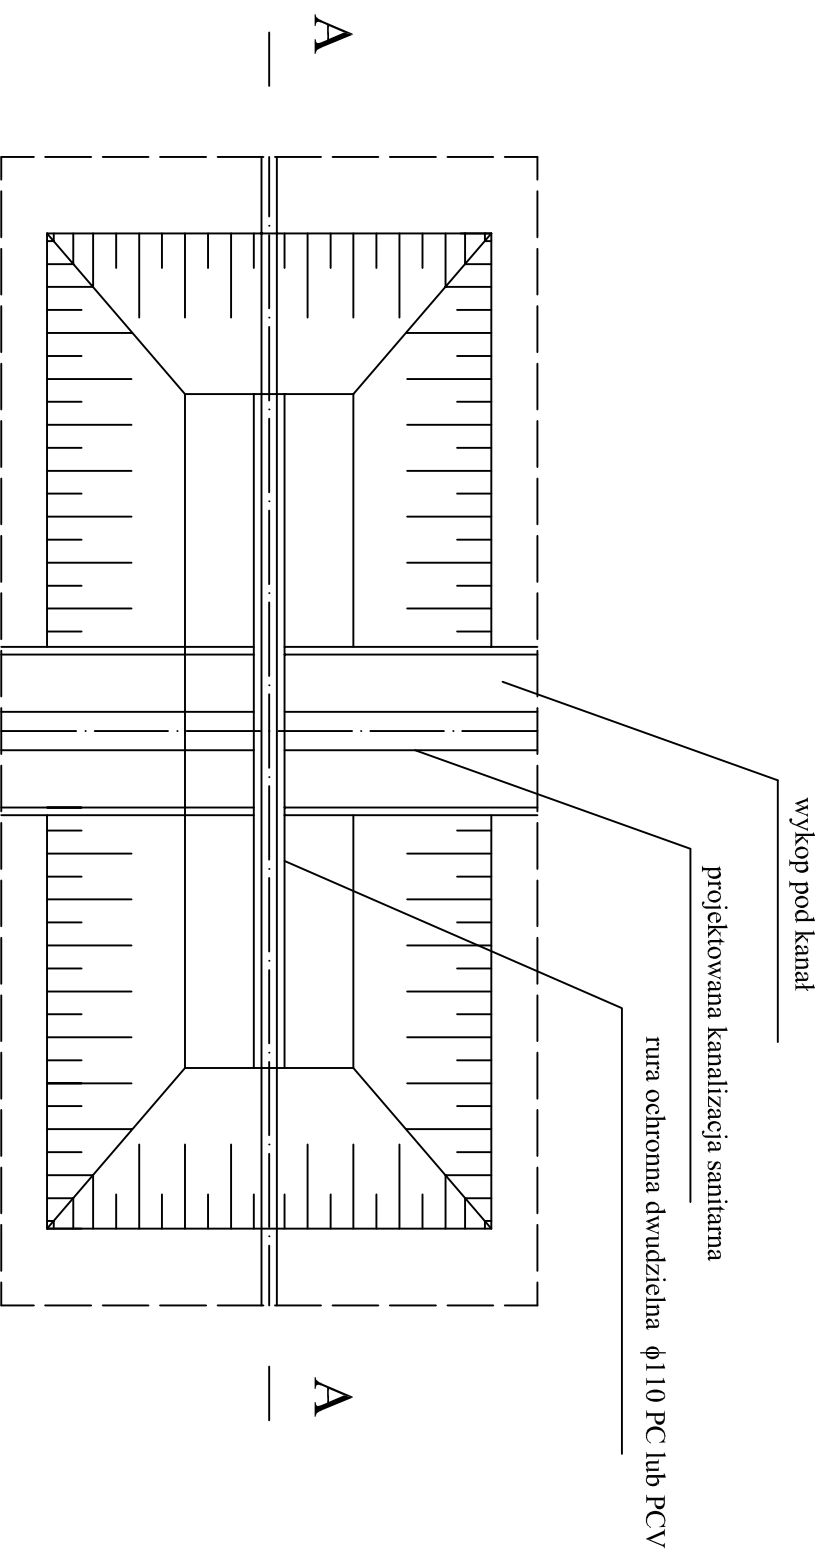 A
A
wykop pod kanał
projektowana kanalizacja sanitarna
rura ochronna dwudzielna ϕ110 PC lub PCV